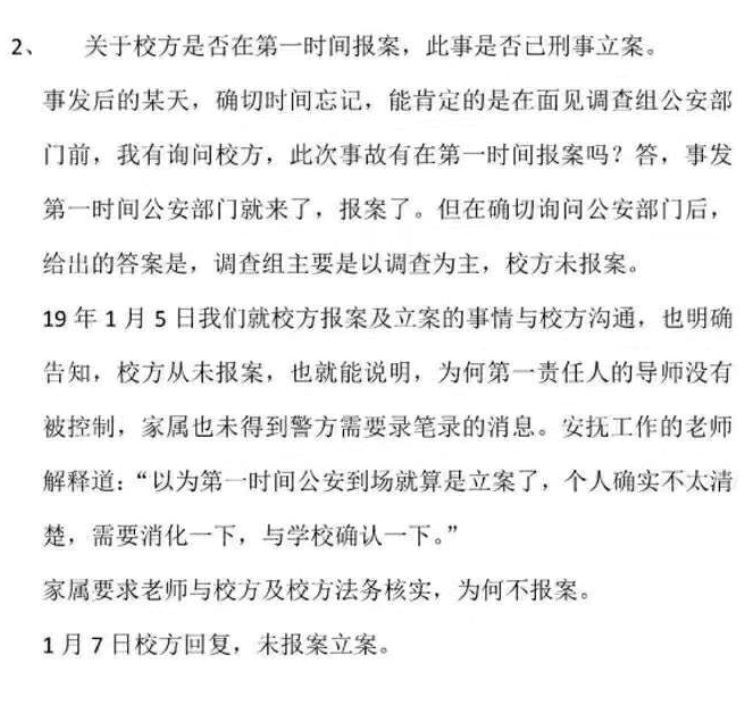 2、 关于校方是否在第一时间报案，此事是否已刑事立案。
事发后的某天，确切时间忘记，能肯定的是在面见调查组公安部
门前，我有询问校方，此次事故有在第一时间报案吗？答，事发
第一时间公安部门就来了，报案了。但在确切询问公安部门后，
给出的答案是，调查组主要是以调查为主，校方未报案。
19 年 1 月 5 日我们就校方报案及立案的事情与校方沟通，也明确
告知，校方从未报案，也就能说明，为何第一责任人的导师没有
被控制，家属也未得到警方需要录笔录的消息。安抚工作的老师
解释道：“以为第一时间公安到场就算是立案了，个人确实不太清
楚，需要消化一下，与学校确认一下。”
家属要求老师与校方及校方法务核实，为何不报案。
1 月 7 日校方回复，未报案立案。